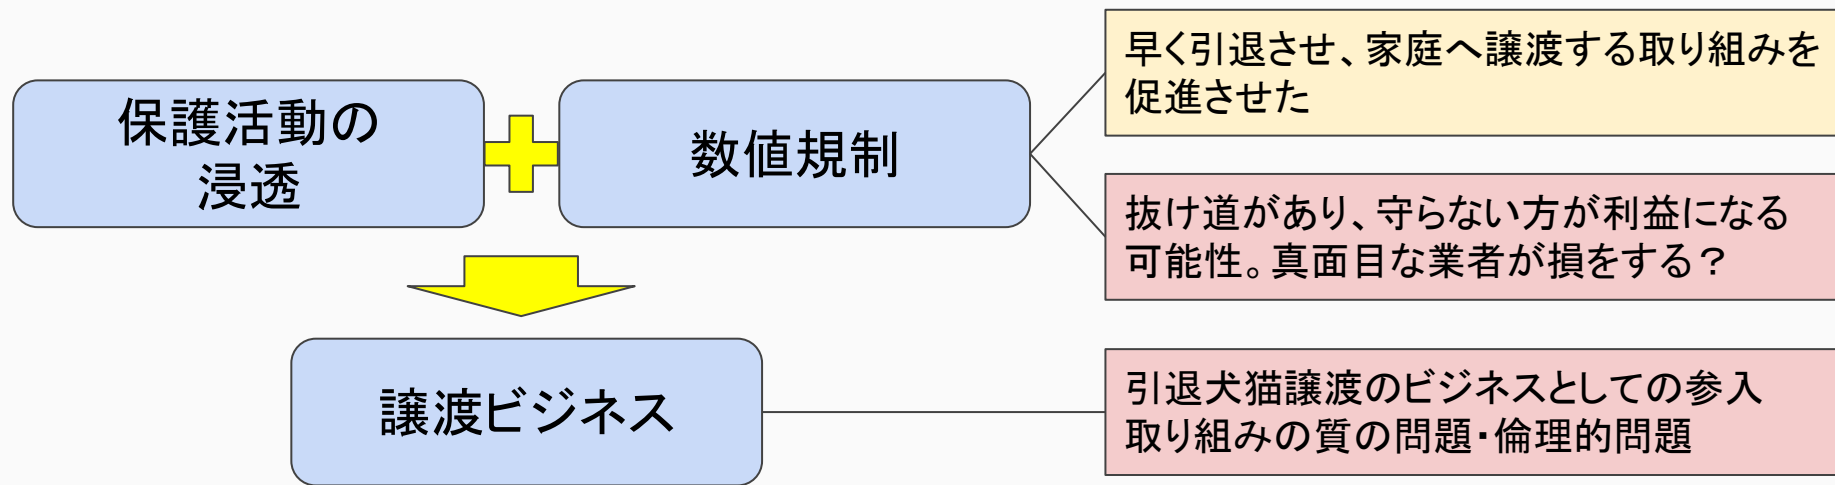 保護活動の
浸透
数値規制
早く引退させ、家庭へ譲渡する取り組みを
促進させた
抜け道があり、守らない方が利益になる
可能性。真面目な業者が損をする？
譲渡ビジネス
引退犬猫譲渡のビジネスとしての参入
取り組みの質の問題・倫理的問題